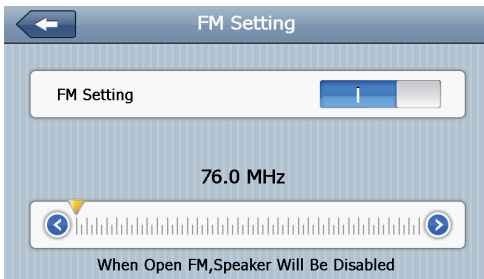 FM Setting
FM Setting
76.0 MHz
When Open FM,Speaker Will Be Disabled